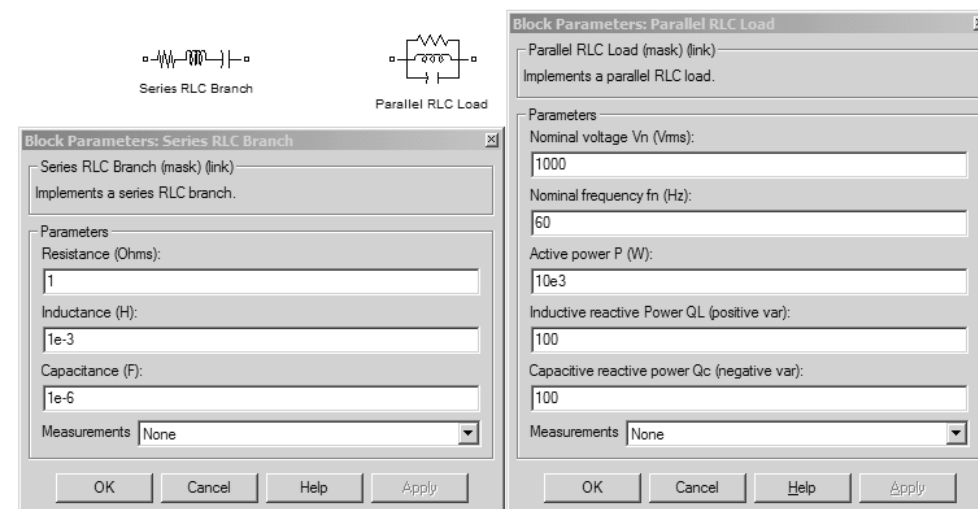 Series RLC Branch
Parallel RLC Load
Block Parameters: Series RLC Branch
Series RLC Branch (mask) (link)
Implements a series RLC branch.
Parameters
Resistance (Ohms):
1
Inductance (H):
1e-3
Capacitance (F):
1e-6
Measurements None
OK Cancel Help Apply
Block Parameters: Parallel RLC Load
Parallel RLC Load (mask) (link)
Implements a parallel RLC load.
Parameters
Nominal voltage Vn (Vrms):
1000
Nominal frequency fn (Hz):
60
Active power P (W):
10e3
Inductive reactive Power QL (positive var):
100
Capacitive reactive power Qc (negative var):
100
Measurements None
OK Cancel Help Apply